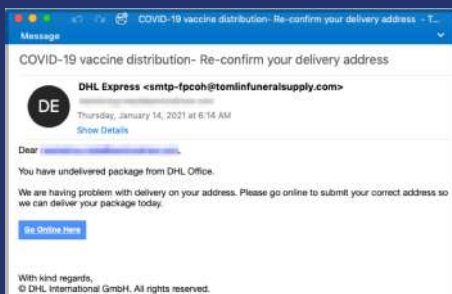 COVID-19 vaccine distribution- Re-confirm your delivery address - T...
Message
COVID-19 vaccine distribution- Re-confirm your delivery address
DE
DHL Express <smtp-fpcoh@tomlinfuneralsupply.com>
Thursday, January 14, 2021 at 6:14 AM
Show Details
Dear
You have undelivered package from DHL Office.
We are having problem with delivery on your address. Please go online to submit your correct address so
we can deliver your package today.
Go Online Here
With kind regards,
© DHL International GmbH. All rights reserved.